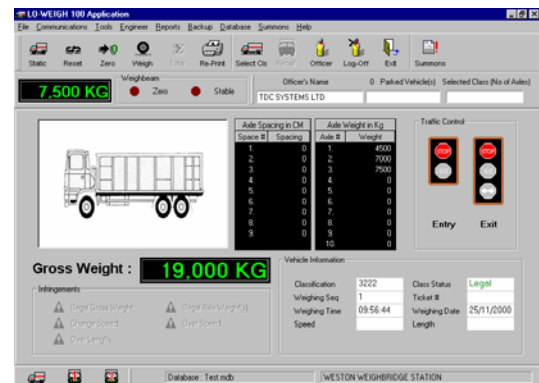 LO-WEIGH 100 Application
File Communications Tools Engineer Reports Backup Database Summons Help
Static Reset Zero Weigh Total Re-Print Select Cls Recall Officer Log-Off Exit Summons
7,500 KG
Weighbeam
Zero Stable
Officer's Name 0 Parked Vehicle(s) Selected Class (No of Axles)
TDC SYSTEMS LTD
Axle Spacing in CM Axle Weight in Kg
Space # Spacing Axle # Weight
1. 0 1. 4500
2. 0 2. 7000
3. 0 3. 7500
4. 0 4. 0
5. 0 5. 0
6. 0 6. 0
7. 0 7. 0
8. 0 8. 0
9. 0 9. 0
10. 0
Traffic Control
STOP STOP
Entry Exit
Gross Weight : 19,000 KG
Infringements
Illegal Gross Weight Illegal Axle Weight(s)
Change Speed Over Speed
Over Length
Vehicle Information
Classification 3222 Class Status Legal
Weighing Seq 1 Ticket #
Weighing Time 09:56:44 Weighing Date 25/11/2000
Speed Length
Database : Test.mdb WESTON WEIGHBRIDGE STATION